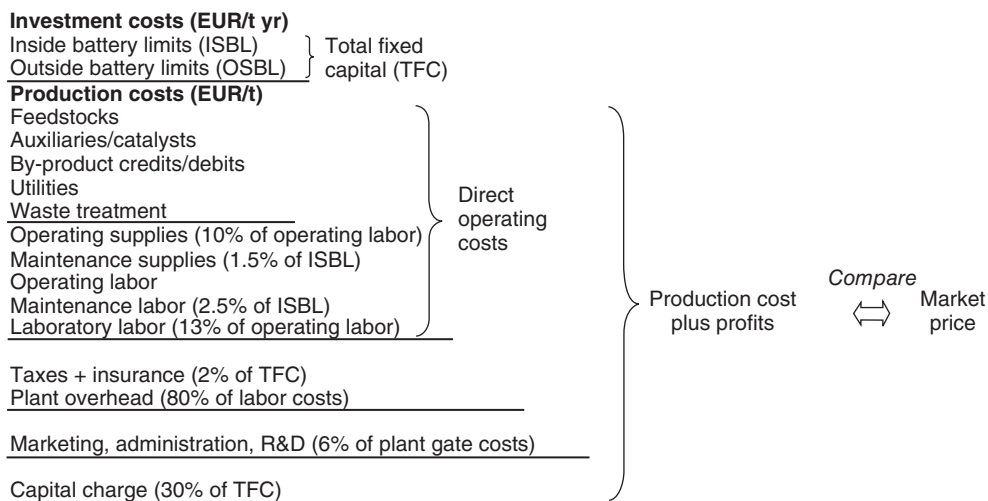 Investment costs (EUR/t yr)
Inside battery limits (ISBL)
Outside battery limits (OSBL)
Total fixed
capital (TFC)
Production costs (EUR/t)
Feedstocks
Auxiliaries/catalysts
By-product credits/debits
Utilities
Waste treatment
Operating supplies (10% of operating labor)
Maintenance supplies (1.5% of ISBL)
Operating labor
Maintenance labor (2.5% of ISBL)
Laboratory labor (13% of operating labor)
Direct
operating
costs
Taxes + insurance (2% of TFC)
Plant overhead (80% of labor costs)
Marketing, administration, R&D (6% of plant gate costs)
Capital charge (30% of TFC)
Production cost
plus profits
Compare
Market
price